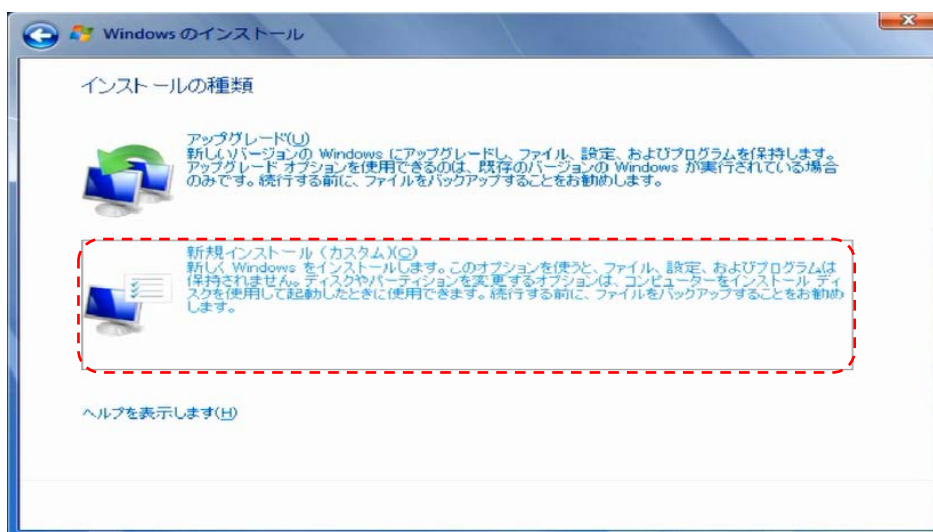 Windows のインストール
インストールの種類
アップグレード(U)
新しいバージョンの Windows にアップグレードし、ファイル、設定、およびプログラムを保持します。
アップグレード オプションを使用できるのは、既存のバージョンの Windows が実行されている場合
のみです。続行する前に、ファイルをバックアップすることをお勧めします。
新規インストール (カスタム)(C)
新しく Windows をインストールします。このオプションを使うと、ファイル、設定、およびプログラムは
保持されません。ディスクやパーティションを変更するオプションは、コンピューターをインストール ディ
スクを使用して起動したときに使用できます。続行する前に、ファイルをバックアップすることをお勧め
します。
ヘルプを表示します(H)